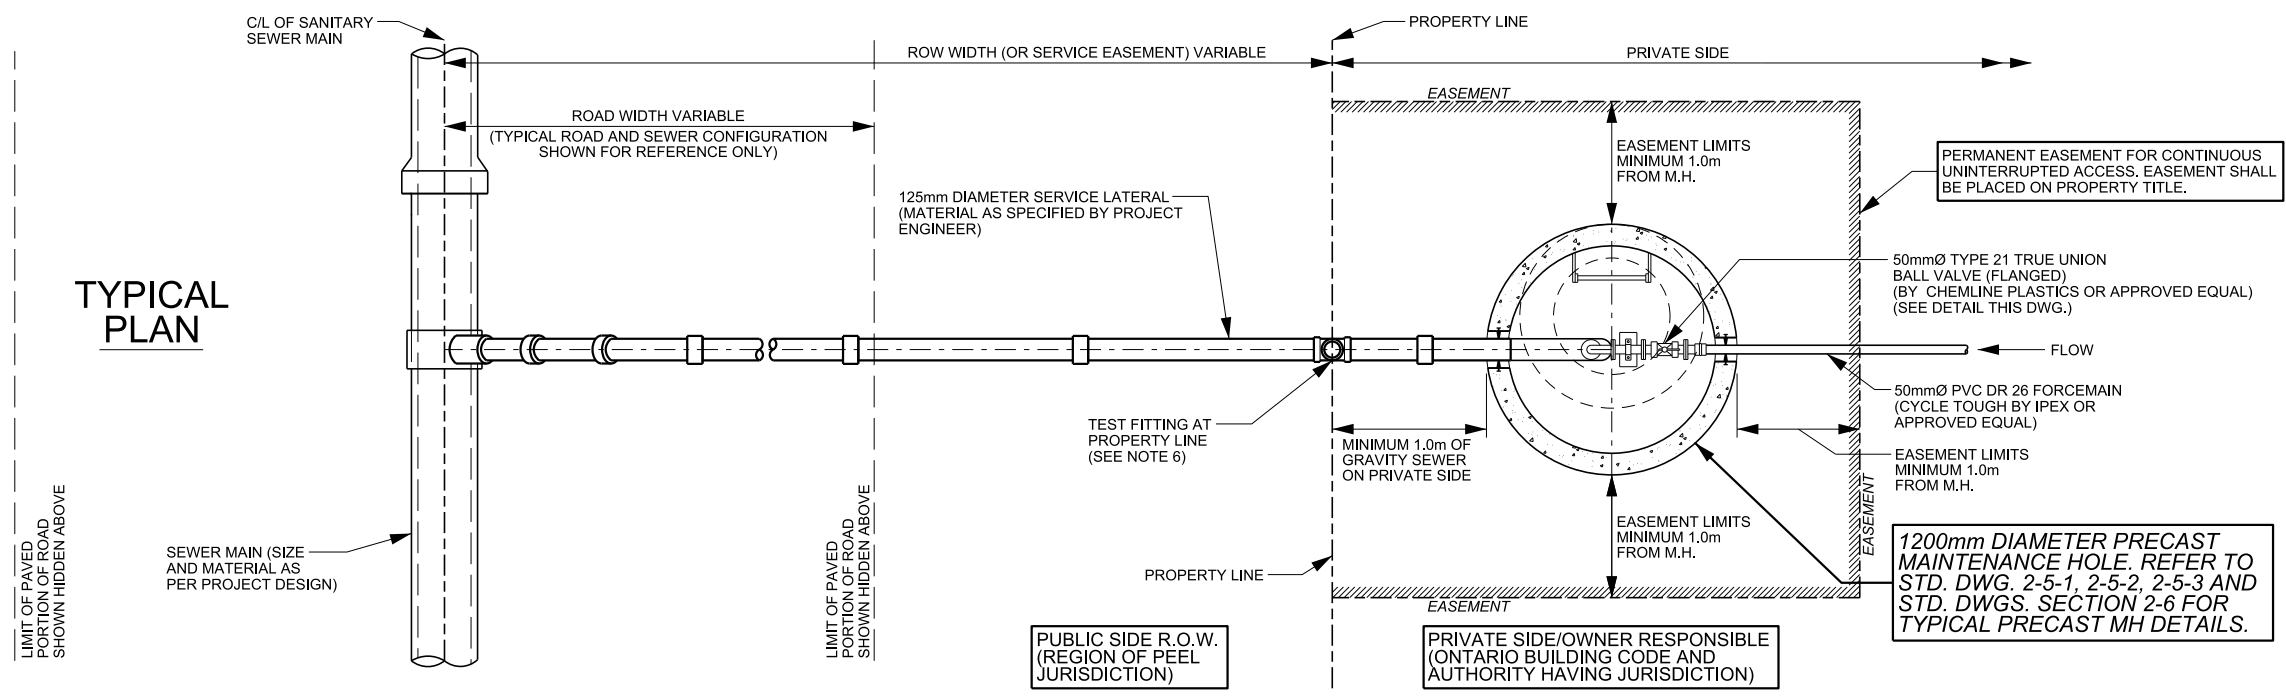 C/L OF SANITARY
SEWER MAIN
PROPERTY LINE
ROW WIDTH (OR SERVICE EASEMENT) VARIABLE
PRIVATE SIDE
EASEMENT
ROAD WIDTH VARIABLE
(TYPICAL ROAD AND SEWER CONFIGURATION
SHOWN FOR REFERENCE ONLY)
EASEMENT LIMITS
MINIMUM 1.0m
FROM M.H.
PERMANENT EASEMENT FOR CONTINUOUS
UNINTERRUPTED ACCESS. EASEMENT SHALL
BE PLACED ON PROPERTY TITLE.
125mm DIAMETER SERVICE LATERAL
(MATERIAL AS SPECIFIED BY PROJECT
ENGINEER)
50mmØ TYPE 21 TRUE UNION
BALL VALVE (FLANGED)
(BY CHEMLINE PLASTICS OR APPROVED EQUAL)
(SEE DETAIL THIS DWG.)
TYPICAL
PLAN
FLOW
50mmØ PVC DR 26 FORCEMAIN
(CYCLE TOUGH BY IPEX OR
APPROVED EQUAL)
TEST FITTING AT
PROPERTY LINE
(SEE NOTE 6)
MINIMUM 1.0m OF
GRAVITY SEWER
ON PRIVATE SIDE
EASEMENT LIMITS
MINIMUM 1.0m
FROM M.H.
EASEMENT
LIMIT OF PAVED
PORTION OF ROAD
SHOWN HIDDEN ABOVE
SEWER MAIN (SIZE
AND MATERIAL AS
PER PROJECT DESIGN)
LIMIT OF PAVED
PORTION OF ROAD
SHOWN HIDDEN ABOVE
PROPERTY LINE
EASEMENT LIMITS
MINIMUM 1.0m
FROM M.H.
EASEMENT
1200mm DIAMETER PRECAST
MAINTENANCE HOLE. REFER TO
STD. DWG. 2-5-1, 2-5-2, 2-5-3 AND
STD. DWGS. SECTION 2-6 FOR
TYPICAL PRECAST MH DETAILS.
PUBLIC SIDE R.O.W.
(REGION OF PEEL
JURISDICTION)
PRIVATE SIDE/OWNER RESPONSIBLE
(ONTARIO BUILDING CODE AND
AUTHORITY HAVING JURISDICTION)